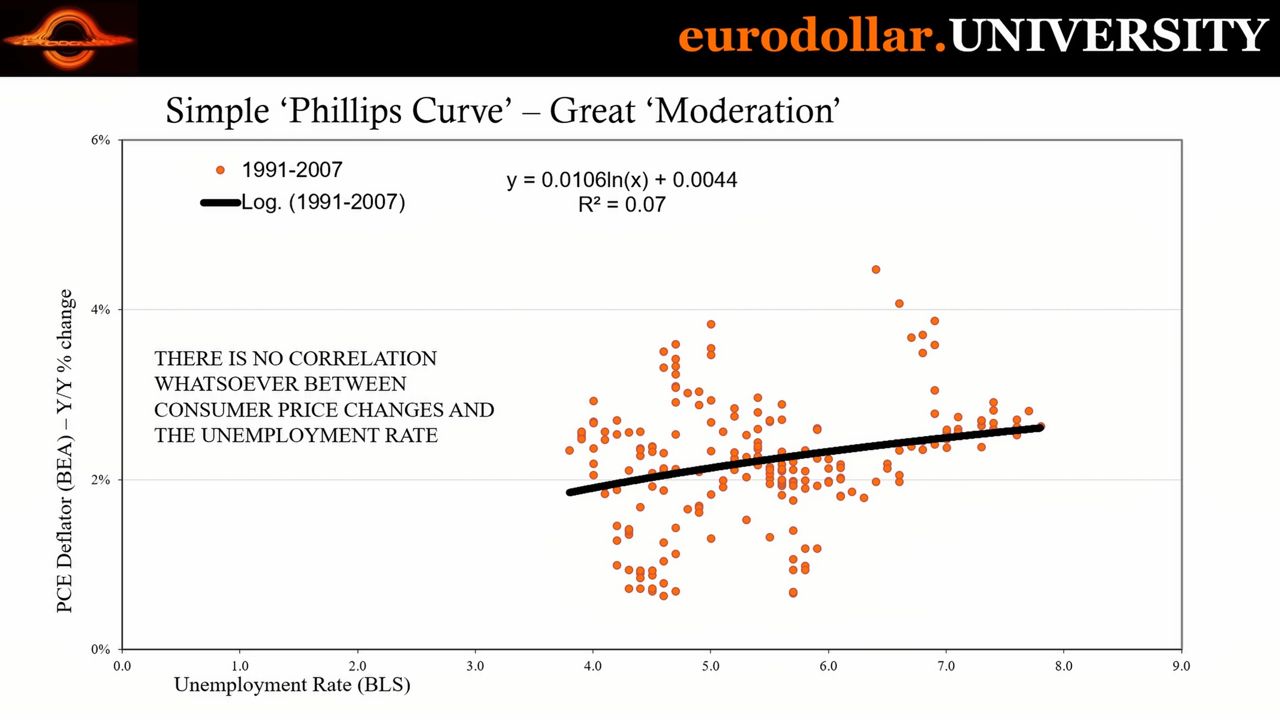 eurodollar.UNIVERSITY
Simple ‘Phillips Curve’ – Great ‘Moderation’
6%
1991-2007
Log. (1991-2007)
y = 0.0106ln(x) + 0.0044
R² = 0.07
4%
THERE IS NO CORRELATION
WHATSOEVER BETWEEN
CONSUMER PRICE CHANGES AND
THE UNEMPLOYMENT RATE
PCE Deflator (BEA) – Y/Y % change
2%
0%
0.0 1.0 2.0 3.0 4.0 5.0 6.0 7.0 8.0 9.0
Unemployment Rate (BLS)